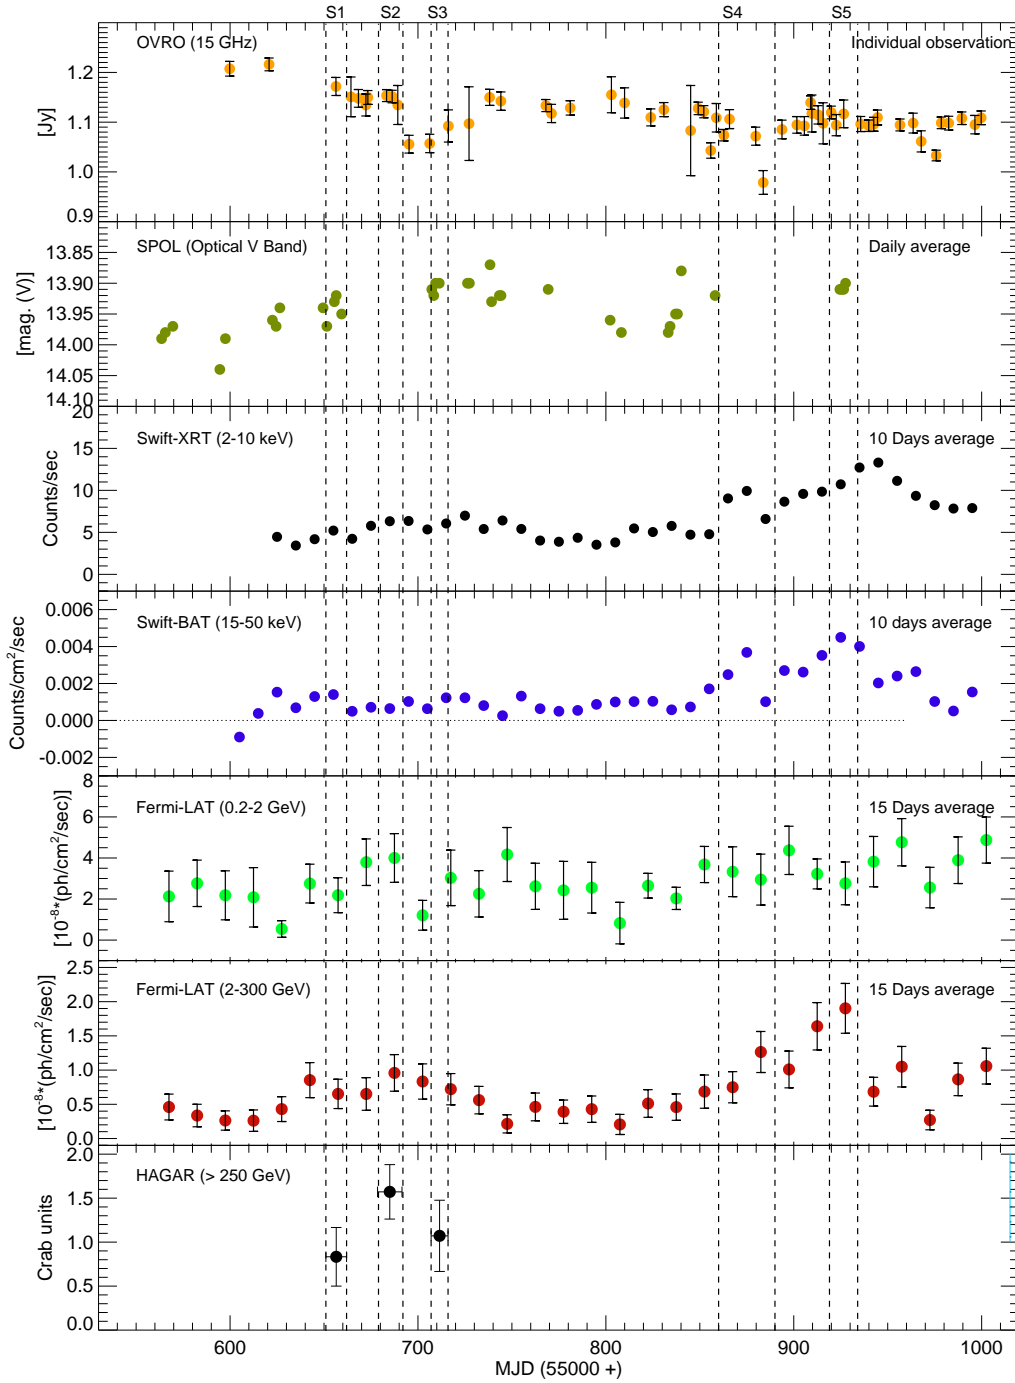 S1 S2 S3 S4 S5
OVRO (15 GHz) Individual observation
[Jy]
1.2
1.1
1.0
0.9
SPOL (Optical V Band) Daily average
[mag. (V)]
13.85
13.90
13.95
14.00
14.05
14.10
Swift-XRT (2-10 keV) 10 Days average
Counts/sec
20
15
10
5
0
Swift-BAT (15-50 keV) 10 days average
Counts/cm²/sec
0.006
0.004
0.002
0.000
-0.002
Fermi-LAT (0.2-2 GeV) 15 Days average
[10⁻⁸*(ph/cm²/sec)]
8
6
4
2
0
Fermi-LAT (2-300 GeV) 15 Days average
[10⁻⁸*(ph/cm²/sec)]
2.5
2.0
1.5
1.0
0.5
0.0
HAGAR (> 250 GeV)
Crab units
2.0
1.5
1.0
0.5
0.0
600 700 800 900 1000
MJD (55000 +)